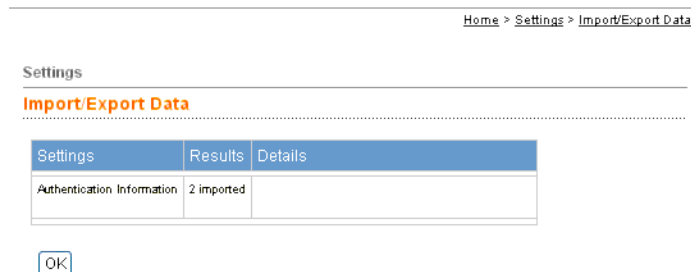 Home > Settings > Import/Export Data
Settings
Import/Export Data
Settings Results Details
Authentication Information 2 imported
OK